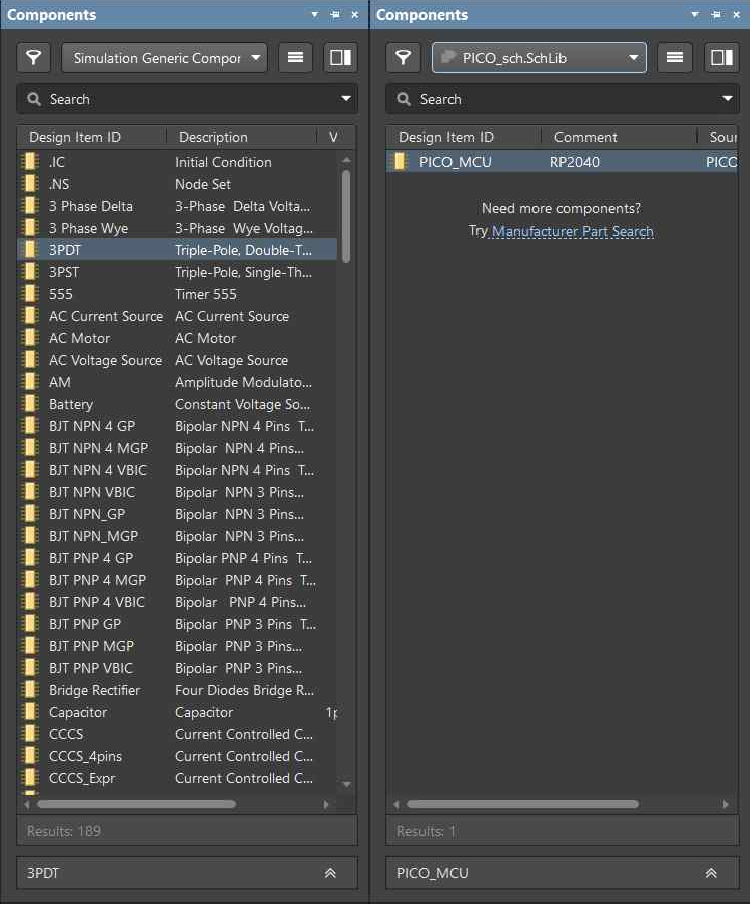 Components
Simulation Generic Compor
Search
Design Item ID Description V
.IC Initial Condition
.NS Node Set
3 Phase Delta 3-Phase Delta Volta...
3 Phase Wye 3-Phase Wye Voltag...
3PDT Triple-Pole, Double-T...
3PST Triple-Pole, Single-Th...
555 Timer 555
AC Current Source AC Current Source
AC Motor AC Motor
AC Voltage Source AC Voltage Source
AM Amplitude Modulato...
Battery Constant Voltage So...
BJT NPN 4 GP Bipolar NPN 4 Pins T...
BJT NPN 4 MGP Bipolar NPN 4 Pins...
BJT NPN 4 VBIC Bipolar NPN 4 Pins T...
BJT NPN VBIC Bipolar NPN 3 Pins...
BJT NPN_GP Bipolar NPN 3 Pins...
BJT NPN_MGP Bipolar NPN 3 Pins...
BJT PNP 4 GP Bipolar PNP 4 Pins T...
BJT PNP 4 MGP Bipolar PNP 4 Pins T...
BJT PNP 4 VBIC Bipolar PNP 4 Pins...
BJT PNP GP Bipolar PNP 3 Pins T...
BJT PNP MGP Bipolar PNP 3 Pins...
BJT PNP VBIC Bipolar PNP 3 Pins...
Bridge Rectifier Four Diodes Bridge R...
Capacitor Capacitor 1p
CCCS Current Controlled C...
CCCS_4pins Current Controlled C...
CCCS_Expr Current Controlled C...
Results: 189
3PDT
Components
PICO_sch.SchLib
Search
Design Item ID Comment Sour
PICO_MCU RP2040 PICO
Need more components?
Try Manufacturer Part Search
Results: 1
PICO_MCU